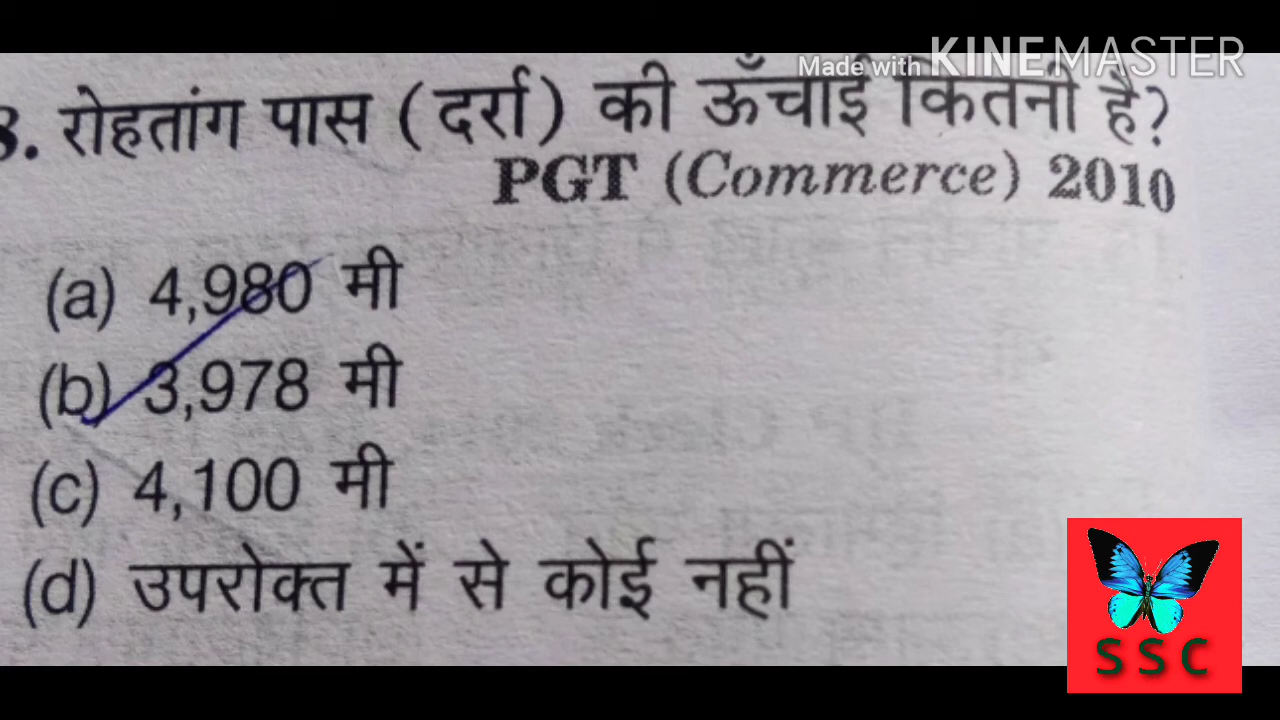 Made with KINEMASTER
3. रोहतांग पास (दर्रा) की ऊँचाई कितनी है?
PGT (Commerce) 2010
(a) 4,980 मी
(b) 3,978 मी
(c) 4,100 मी
(d) उपरोक्त में से कोई नहीं
SSC